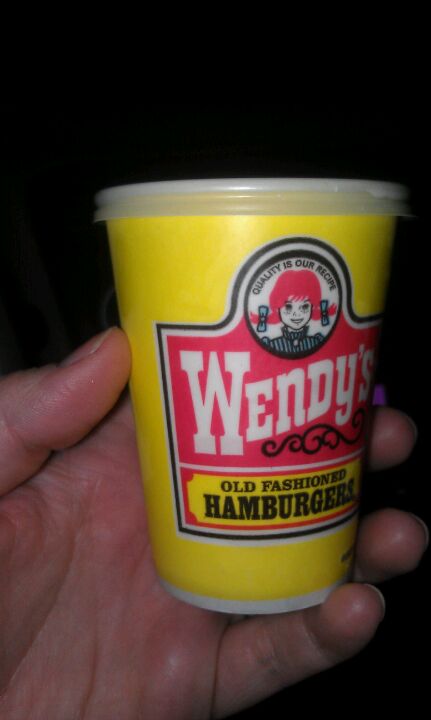 QUALITY IS OUR RECIPE
WENDY'S
OLD FASHIONED
HAMBURGERS